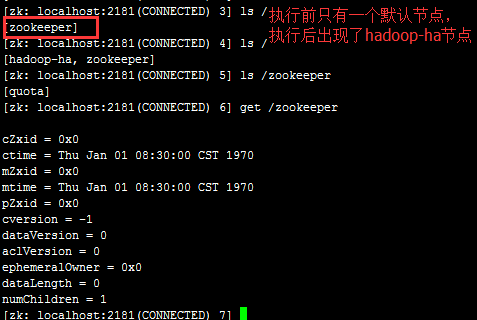 [zk: localhost:2181(CONNECTED) 3] ls /
执行前只有一个默认节点，
[zookeeper]
执行后出现了hadoop-ha节点
[zk: localhost:2181(CONNECTED) 4] ls /
[hadoop-ha, zookeeper]
[zk: localhost:2181(CONNECTED) 5] ls /zookeeper
[quota]
[zk: localhost:2181(CONNECTED) 6] get /zookeeper
cZxid = 0x0
ctime = Thu Jan 01 08:30:00 CST 1970
mZxid = 0x0
mtime = Thu Jan 01 08:30:00 CST 1970
pZxid = 0x0
cversion = -1
dataVersion = 0
aclVersion = 0
ephemeralOwner = 0x0
dataLength = 0
numChildren = 1
[zk: localhost:2181(CONNECTED) 7]